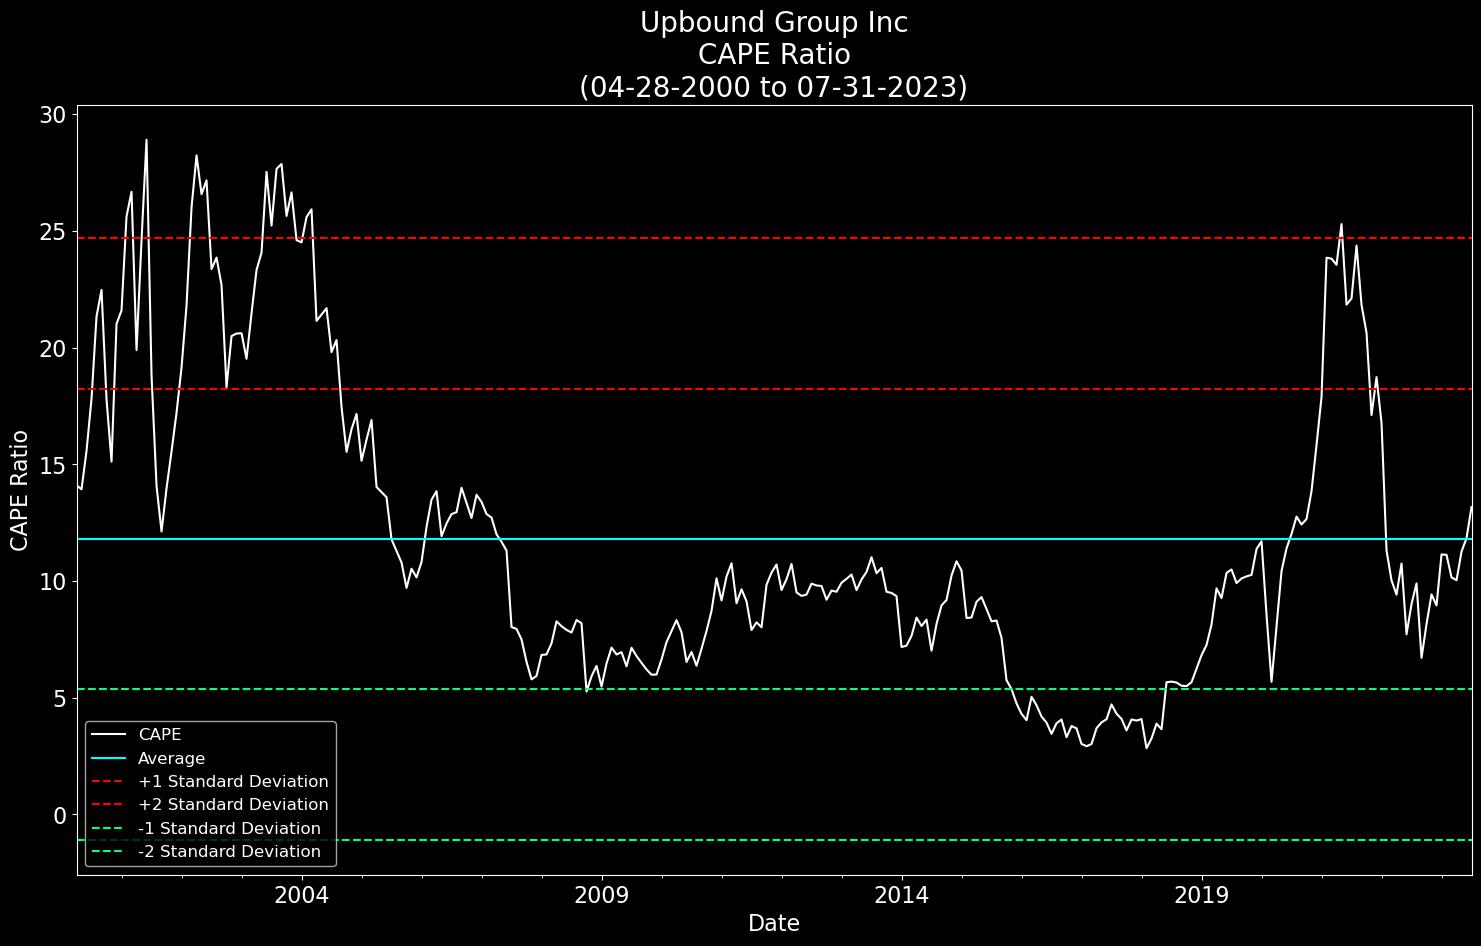 Upbound Group Inc
CAPE Ratio
(04-28-2000 to 07-31-2023)
30
25
20
15
10
5
0
CAPE Ratio
CAPE
Average
+1 Standard Deviation
+2 Standard Deviation
-1 Standard Deviation
-2 Standard Deviation
2004 2009 2014 2019
Date